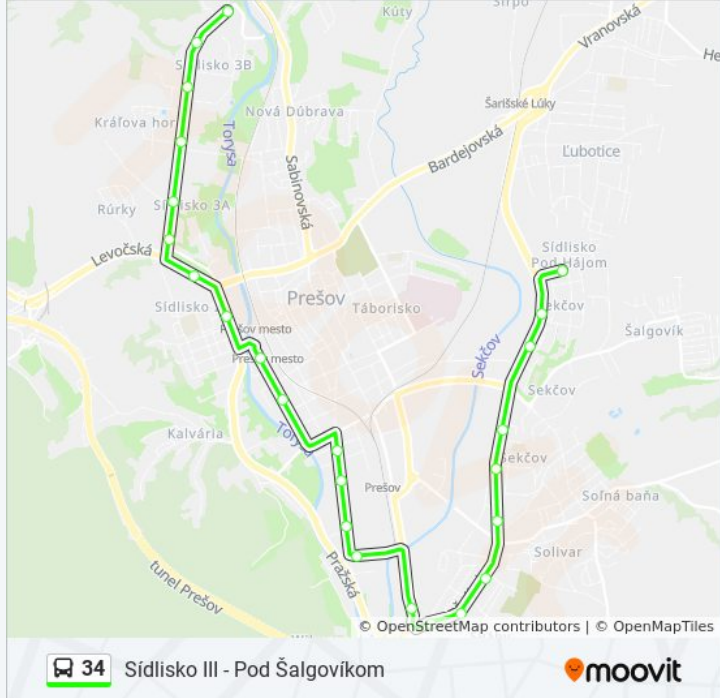 Kúty
Vranovská
Sídlisko 3B
Šarišské Lúky
Nová Dúbrava
Kráľova hor
Torysa
Bardejovská
Ľubotice
Sabinovská
Rúrky
Sídlisko 3A
Levočská
Sídlisko
Pod Hájom
Prešov
Táborisko
Sídlisko
Sekčov
Prešov mesto
Šalgovík
Prešov mesto
Sekčov
Sekčov
Kalvária
Torysa
Sekčov
Prešov
Soľná baňa
Solivar
Pražská
tunel Prešov
© OpenStreetMap contributors | © OpenMapTiles
34 Sídlisko III - Pod Šalgovíkom
moovit